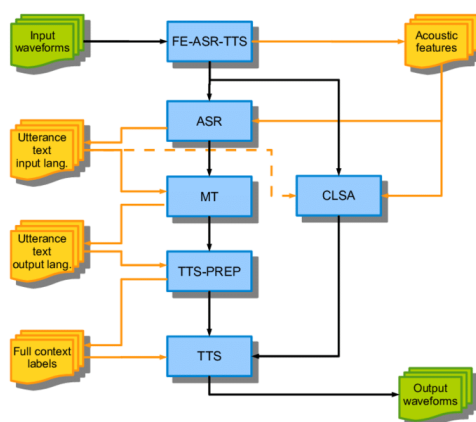 Input
waveforms
FE-ASR-TTS
Acoustic
features
ASR
Utterance
text
input lang.
MT
CLSA
Utterance
text
output lang.
TTS-PREP
Full context
labels
TTS
Output
waveforms